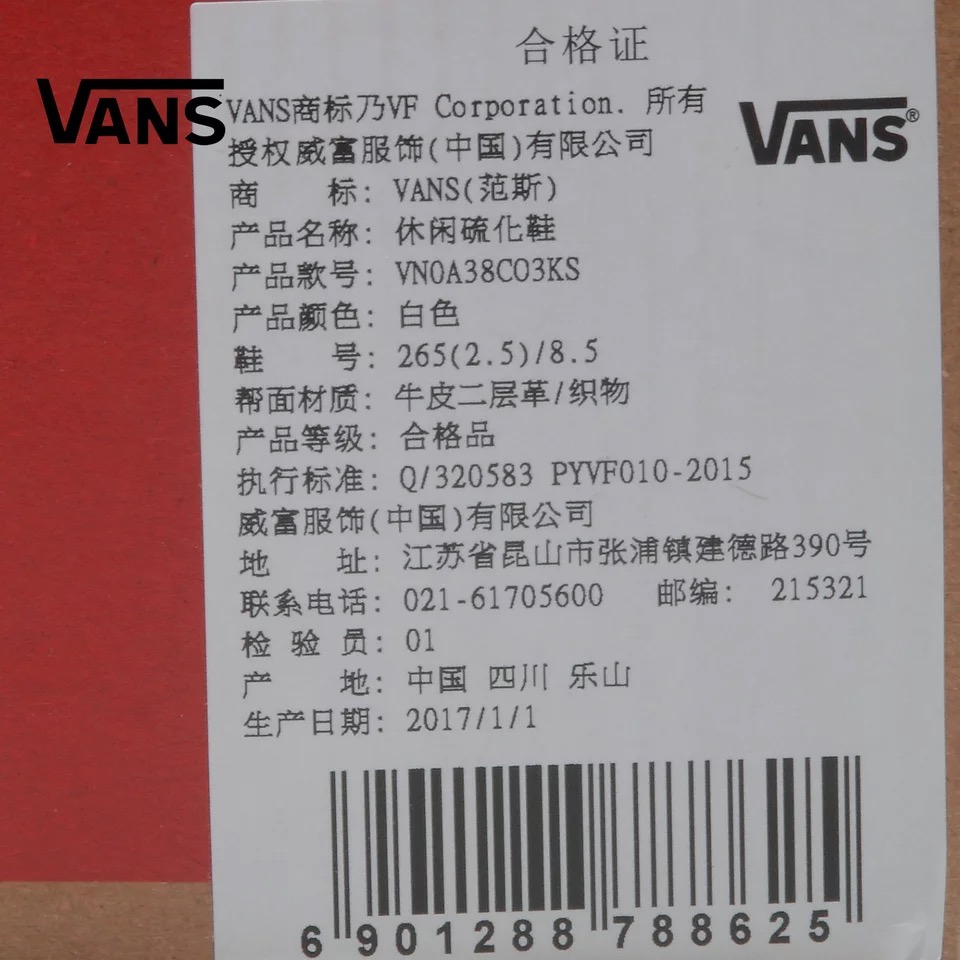 合格证
VANS
VANS商标乃VF Corporation. 所有
授权威富服饰(中国)有限公司
VANS®
商 标: VANS(范斯)
产品名称: 休闲硫化鞋
产品款号: VN0A38CO3KS
产品颜色: 白色
鞋 号: 265(2.5)/8.5
帮面材质: 牛皮二层革/织物
产品等级: 合格品
执行标准: Q/320583 PYVF010-2015
威富服饰(中国)有限公司
地 址: 江苏省昆山市张浦镇建德路390号
联系电话: 021-61705600 邮编: 215321
检 验 员: 01
产 地: 中国 四川 乐山
生产日期: 2017/1/1
6 901288 788625